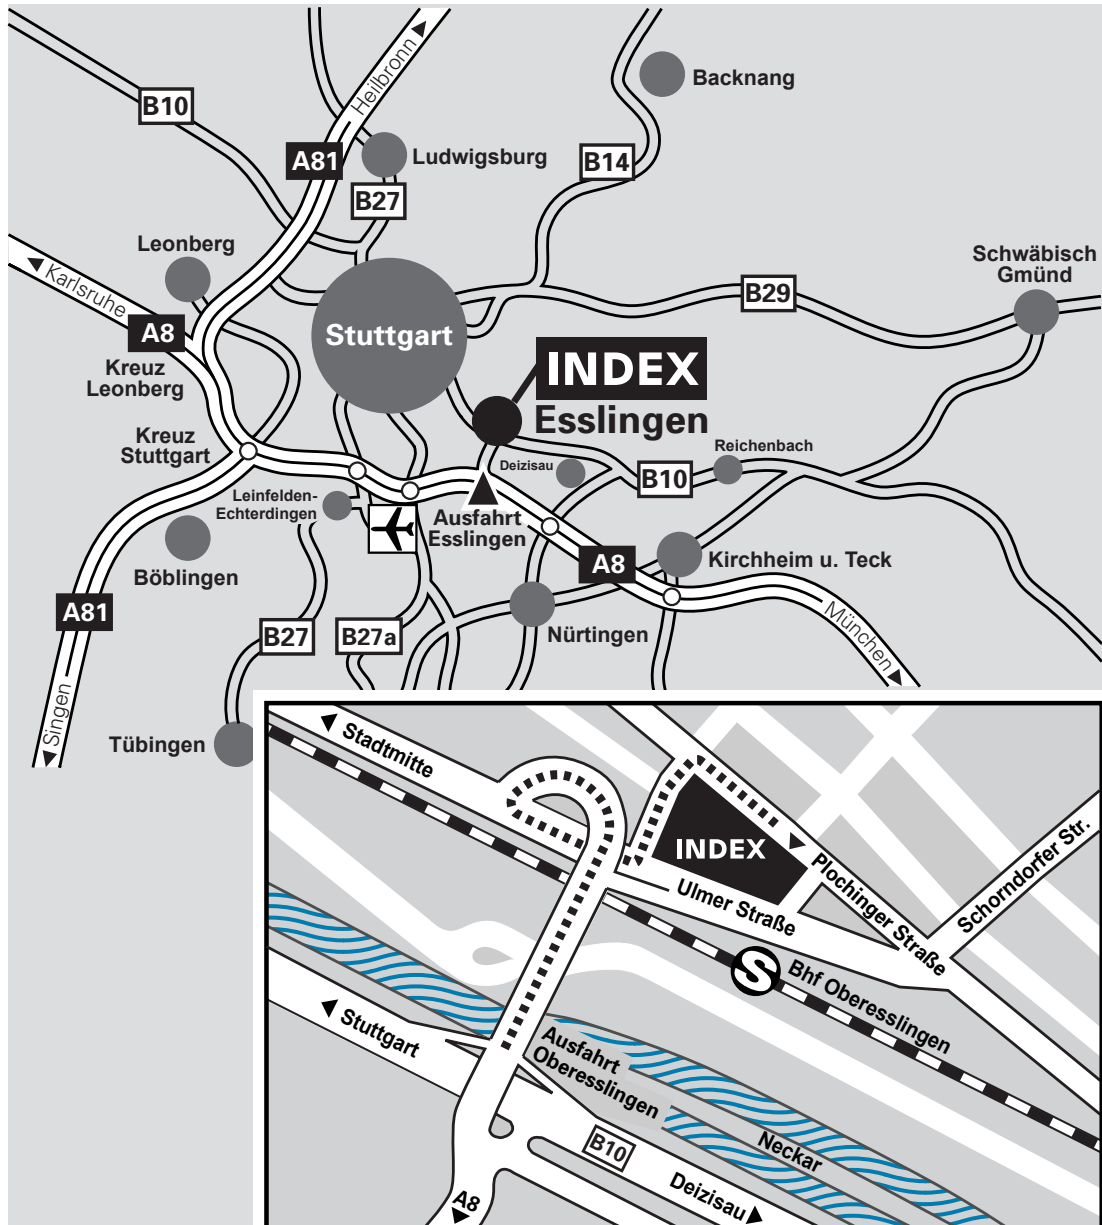 Heilbronn
Backnang
B10
A81
Ludwigsburg
B14
B27
Leonberg
Schwäbisch
Gmünd
Karlsruhe
B29
A8
Stuttgart
Kreuz
Leonberg
INDEX
Esslingen
Kreuz
Stuttgart
Reichenbach
Deizisau
B10
Leinfelden-
Echterdingen
Ausfahrt
Esslingen
A8
Kirchheim u. Teck
Böblingen
A81
B27
B27a
Nürtingen
München
Singen
Tübingen
Stadtmitte
INDEX
Plochinger Straße
Schorndorfer Str.
Ulmer Straße
S
Bhf Oberesslingen
Stuttgart
Ausfahrt
Oberesslingen
Neckar
B10
Deizisau
A8